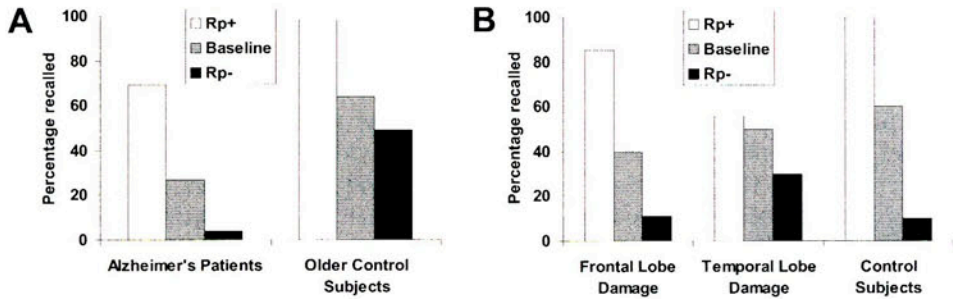 A
Percentage recalled
100
80
60
40
20
0
Rp+
Baseline
Rp-
Alzheimer's Patients
Older Control
Subjects
B
Percentage recalled
100
80
60
40
20
0
Rp+
Baseline
Rp-
Frontal Lobe
Damage
Temporal Lobe
Damage
Control
Subjects